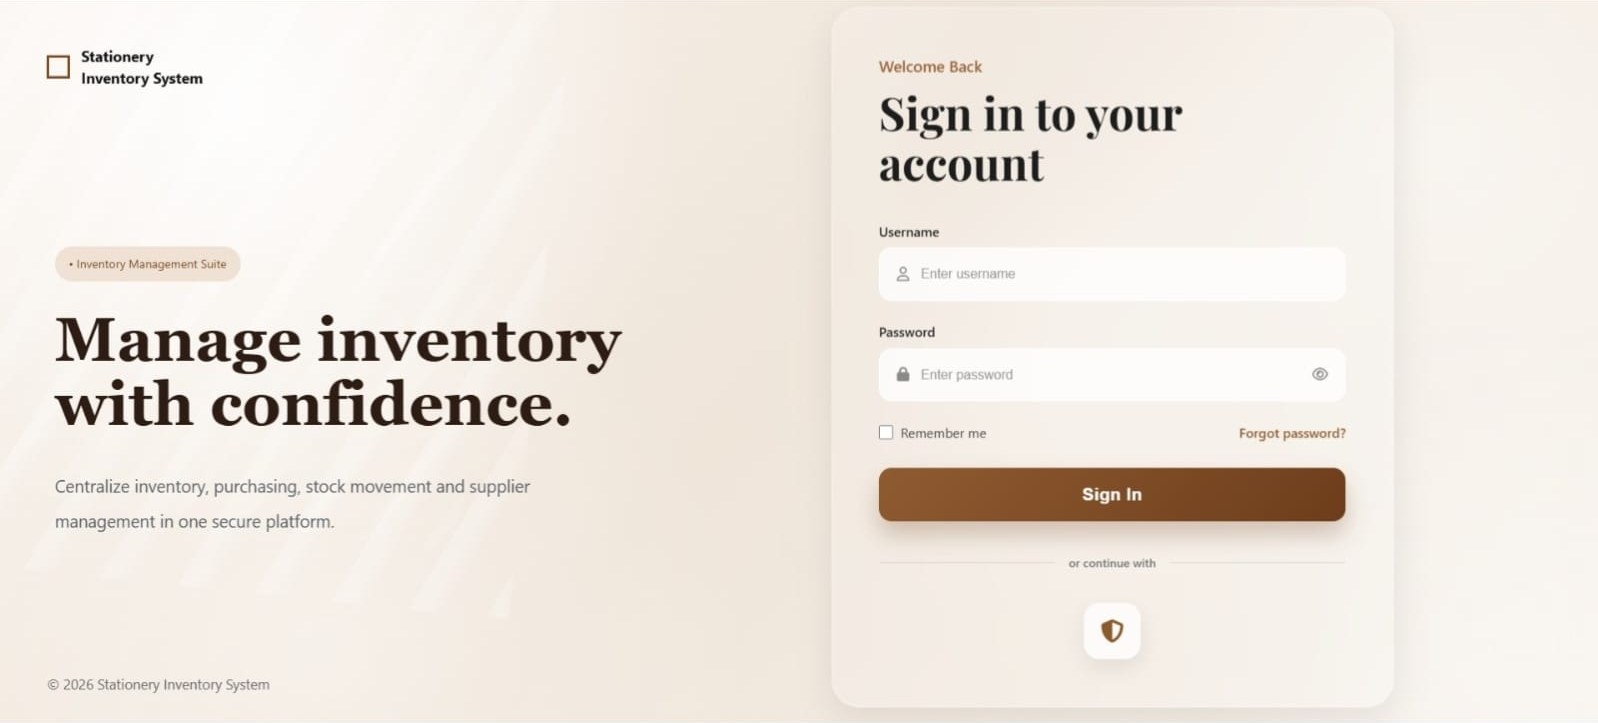 Stationery
Inventory System
• Inventory Management Suite
Manage inventory
with confidence.
Centralize inventory, purchasing, stock movement and supplier
management in one secure platform.
© 2026 Stationery Inventory System
Welcome Back
Sign in to your
account
Username
Enter username
Password
Enter password
Remember me
Forgot password?
Sign In
or continue with